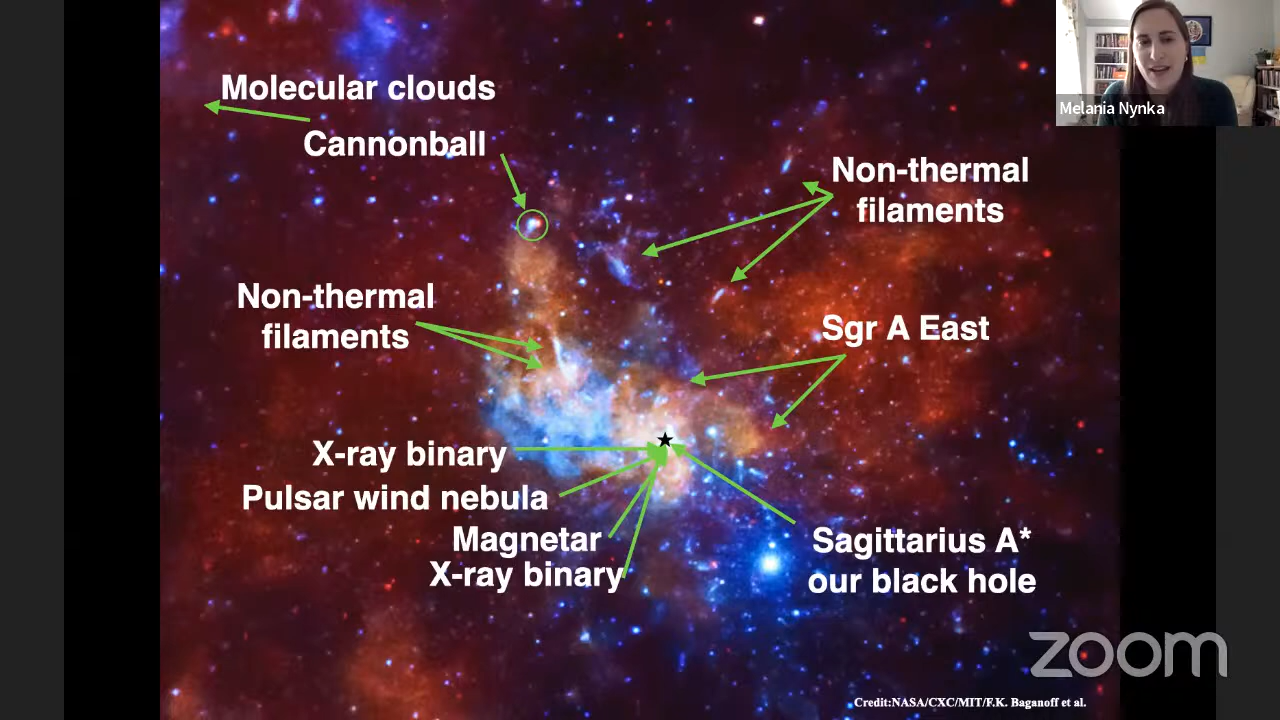 Molecular clouds
Cannonball
Non-thermal
filaments
Non-thermal
filaments
Sgr A East
X-ray binary
Pulsar wind nebula
Magnetar
X-ray binary
Sagittarius A*
our black hole
Melania Nynka
zoom
Credit:NASA/CXC/MIT/F.K. Baganoff et al.